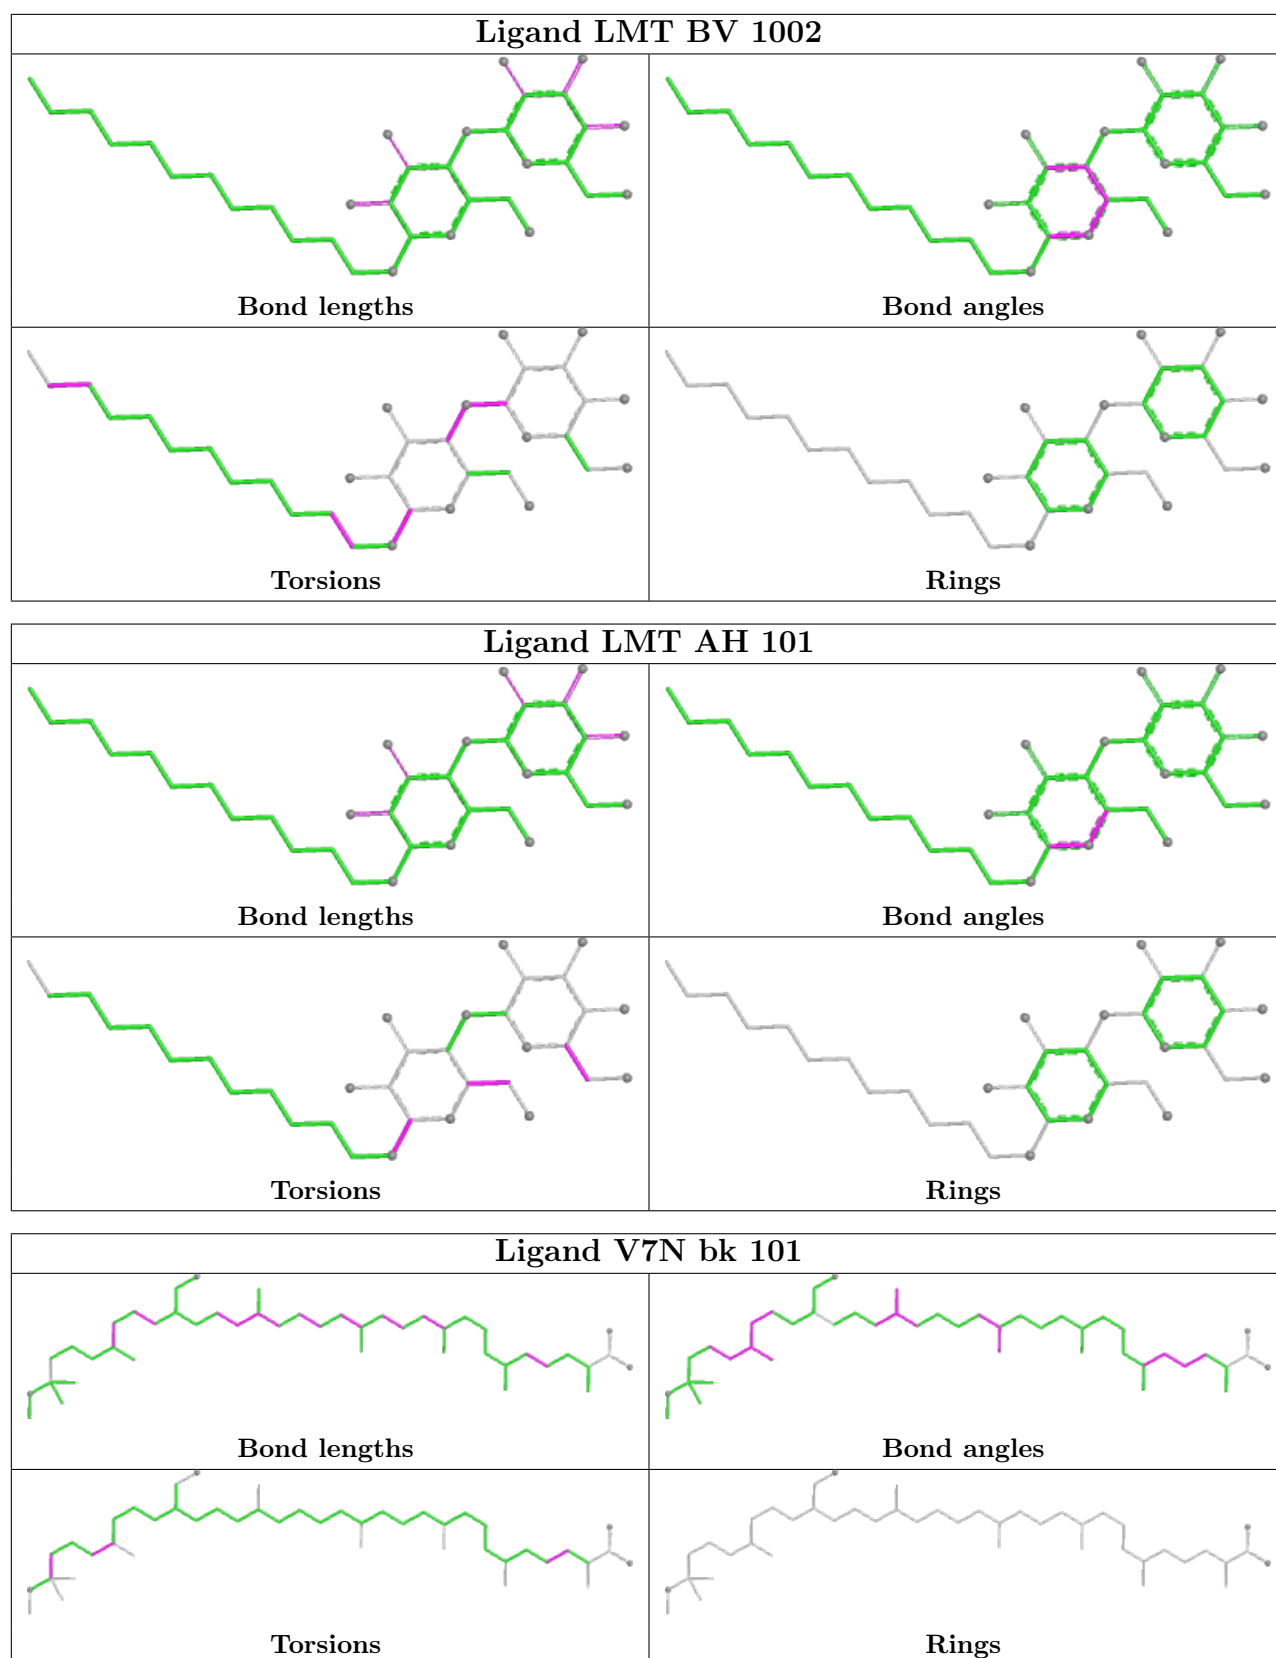 Ligand LMT BV 1002
Bond lengths
Bond angles
Torsions
Rings
Ligand LMT AH 101
Bond lengths
Bond angles
Torsions
Rings
Ligand V7N bk 101
Bond lengths
Bond angles
Torsions
Rings